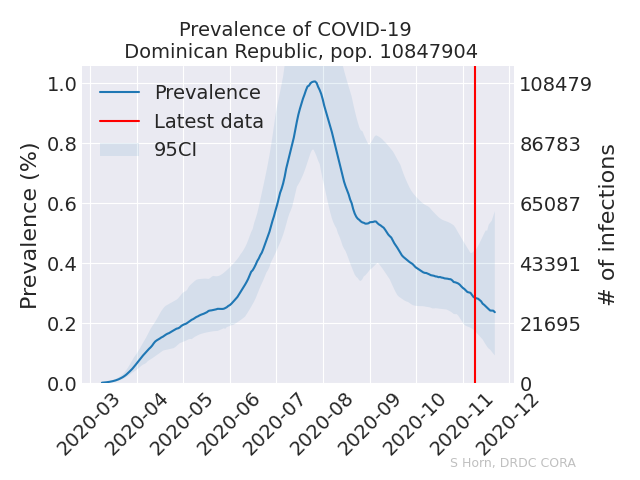 Prevalence of COVID-19
Dominican Republic, pop. 10847904
Prevalence
Latest data
95CI
Prevalence (%)
1.0
0.8
0.6
0.4
0.2
0.0
108479
86783
65087
43391
21695
0
# of infections
2020-03
2020-04
2020-05
2020-06
2020-07
2020-08
2020-09
2020-10
2020-11
2020-12
S Horn, DRDC CORA